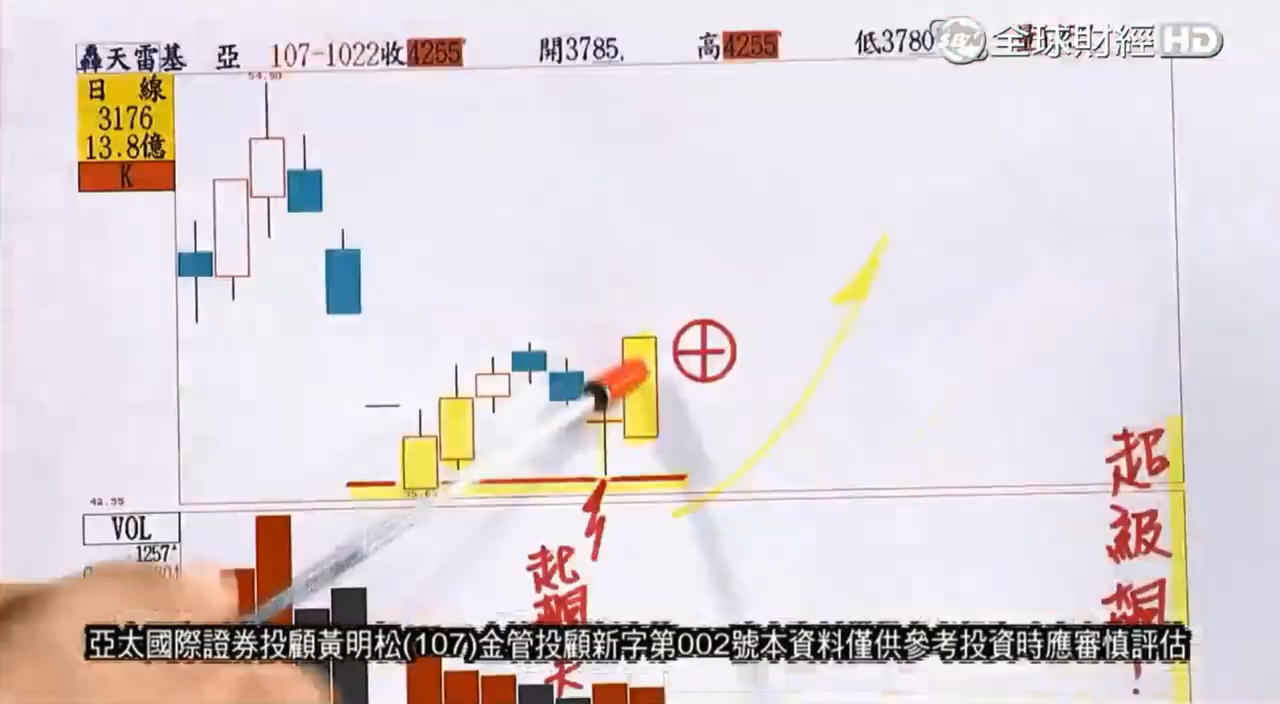 轟天雷基 亞 107-1022收4255 開3785, 高4255 低3780
全球財經HD
54.90
日線
3176
13.8億
K
42.55
VOL
1257
起
超級飆
亞太國際證券投顧黃明松(107)金管投顧新字第002號本資料僅供參考投資時應審慎評估